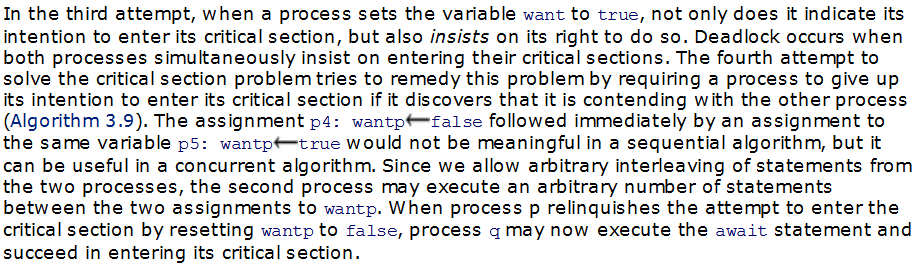 In the third attempt, when a process sets the variable want to true, not only does it indicate its
intention to enter its critical section, but also insists on its right to do so. Deadlock occurs when
both processes simultaneously insist on entering their critical sections. The fourth attempt to
solve the critical section problem tries to remedy this problem by requiring a process to give up
its intention to enter its critical section if it discovers that it is contending with the other process
(Algorithm 3.9). The assignment p4: wantp←false followed immediately by an assignment to
the same variable p5: wantp←true would not be meaningful in a sequential algorithm, but it
can be useful in a concurrent algorithm. Since we allow arbitrary interleaving of statements from
the two processes, the second process may execute an arbitrary number of statements
between the two assignments to wantp. When process p relinquishes the attempt to enter the
critical section by resetting wantp to false, process q may now execute the await statement and
succeed in entering its critical section.